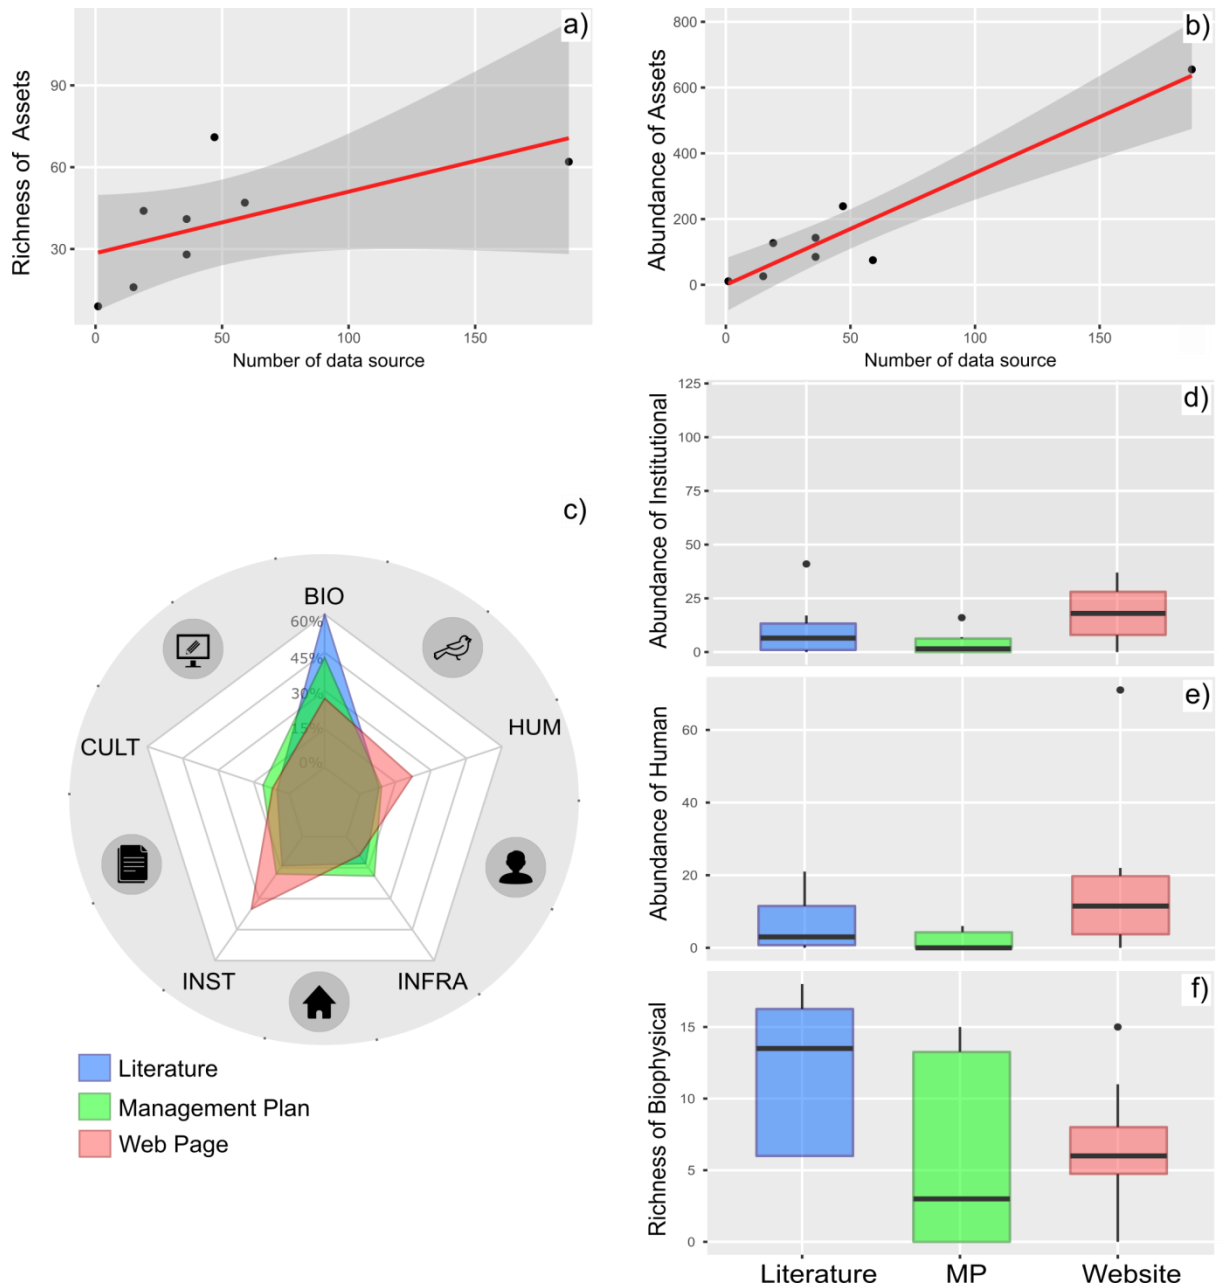 a)
Richness of Assets
90
60
30
0
50
100
150
Number of data source
b)
Abundance of Assets
800
600
400
200
0
0
50
100
150
Number of data source
c)
BIO
60%
45%
30%
15%
0%
HUM
CULT
INST
INFRA
Literature
Management Plan
Web Page
d)
Abundance of Institutional
125
100
75
50
25
0
e)
Abundance of Human
60
40
20
0
f)
Richness of Biophysical
15
10
5
0
Literature
MP
Website